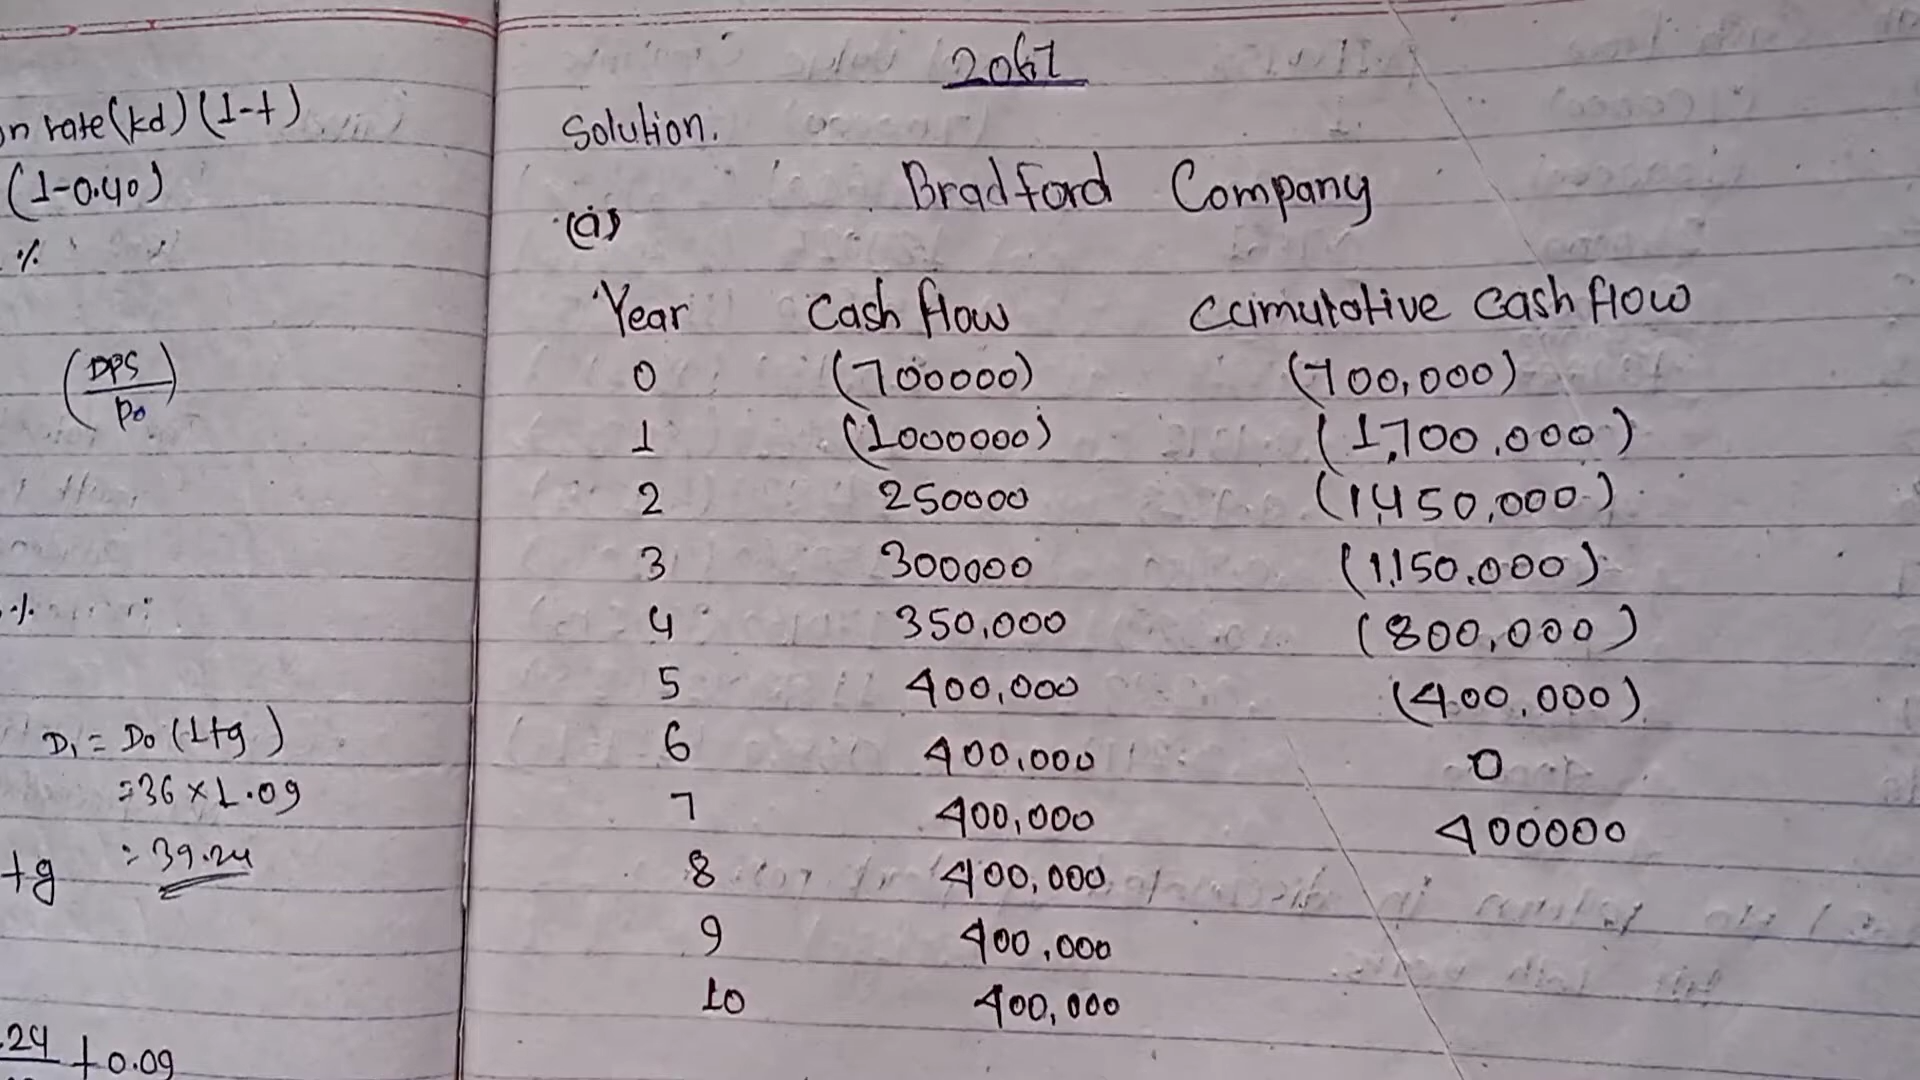 n rate (kd) (1-t)
(1-0.40)
%
(DPS
Po)
%
D1 = Do (1+g)
=36 × 1.09
= 39.24
+g
.24 + 0.09
2067
Solution.
Bradford Company
(a)
Year Cash flow Cumulative cash flow
0 (700000) (700,000)
1 (1000000) (1,700,000)
2 250000 (1,450,000)
3 300000 (1,150,000)
4 350,000 (800,000)
5 400,000 (400,000)
6 400,000 0
7 400,000 400000
8 400,000
9 400,000
10 400,000